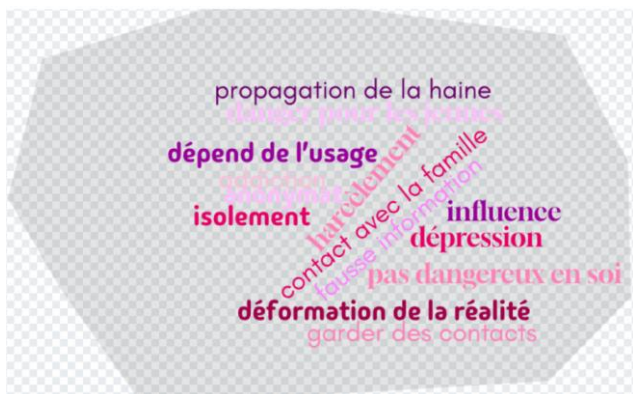 propagation de la haine
danger pour les jeunes
dépend de l'usage
harcèlement
contact avec la famille
addiction
anonymat
fausse information
isolement
influence
dépression
pas dangereux en soi
déformation de la réalité
garder des contacts